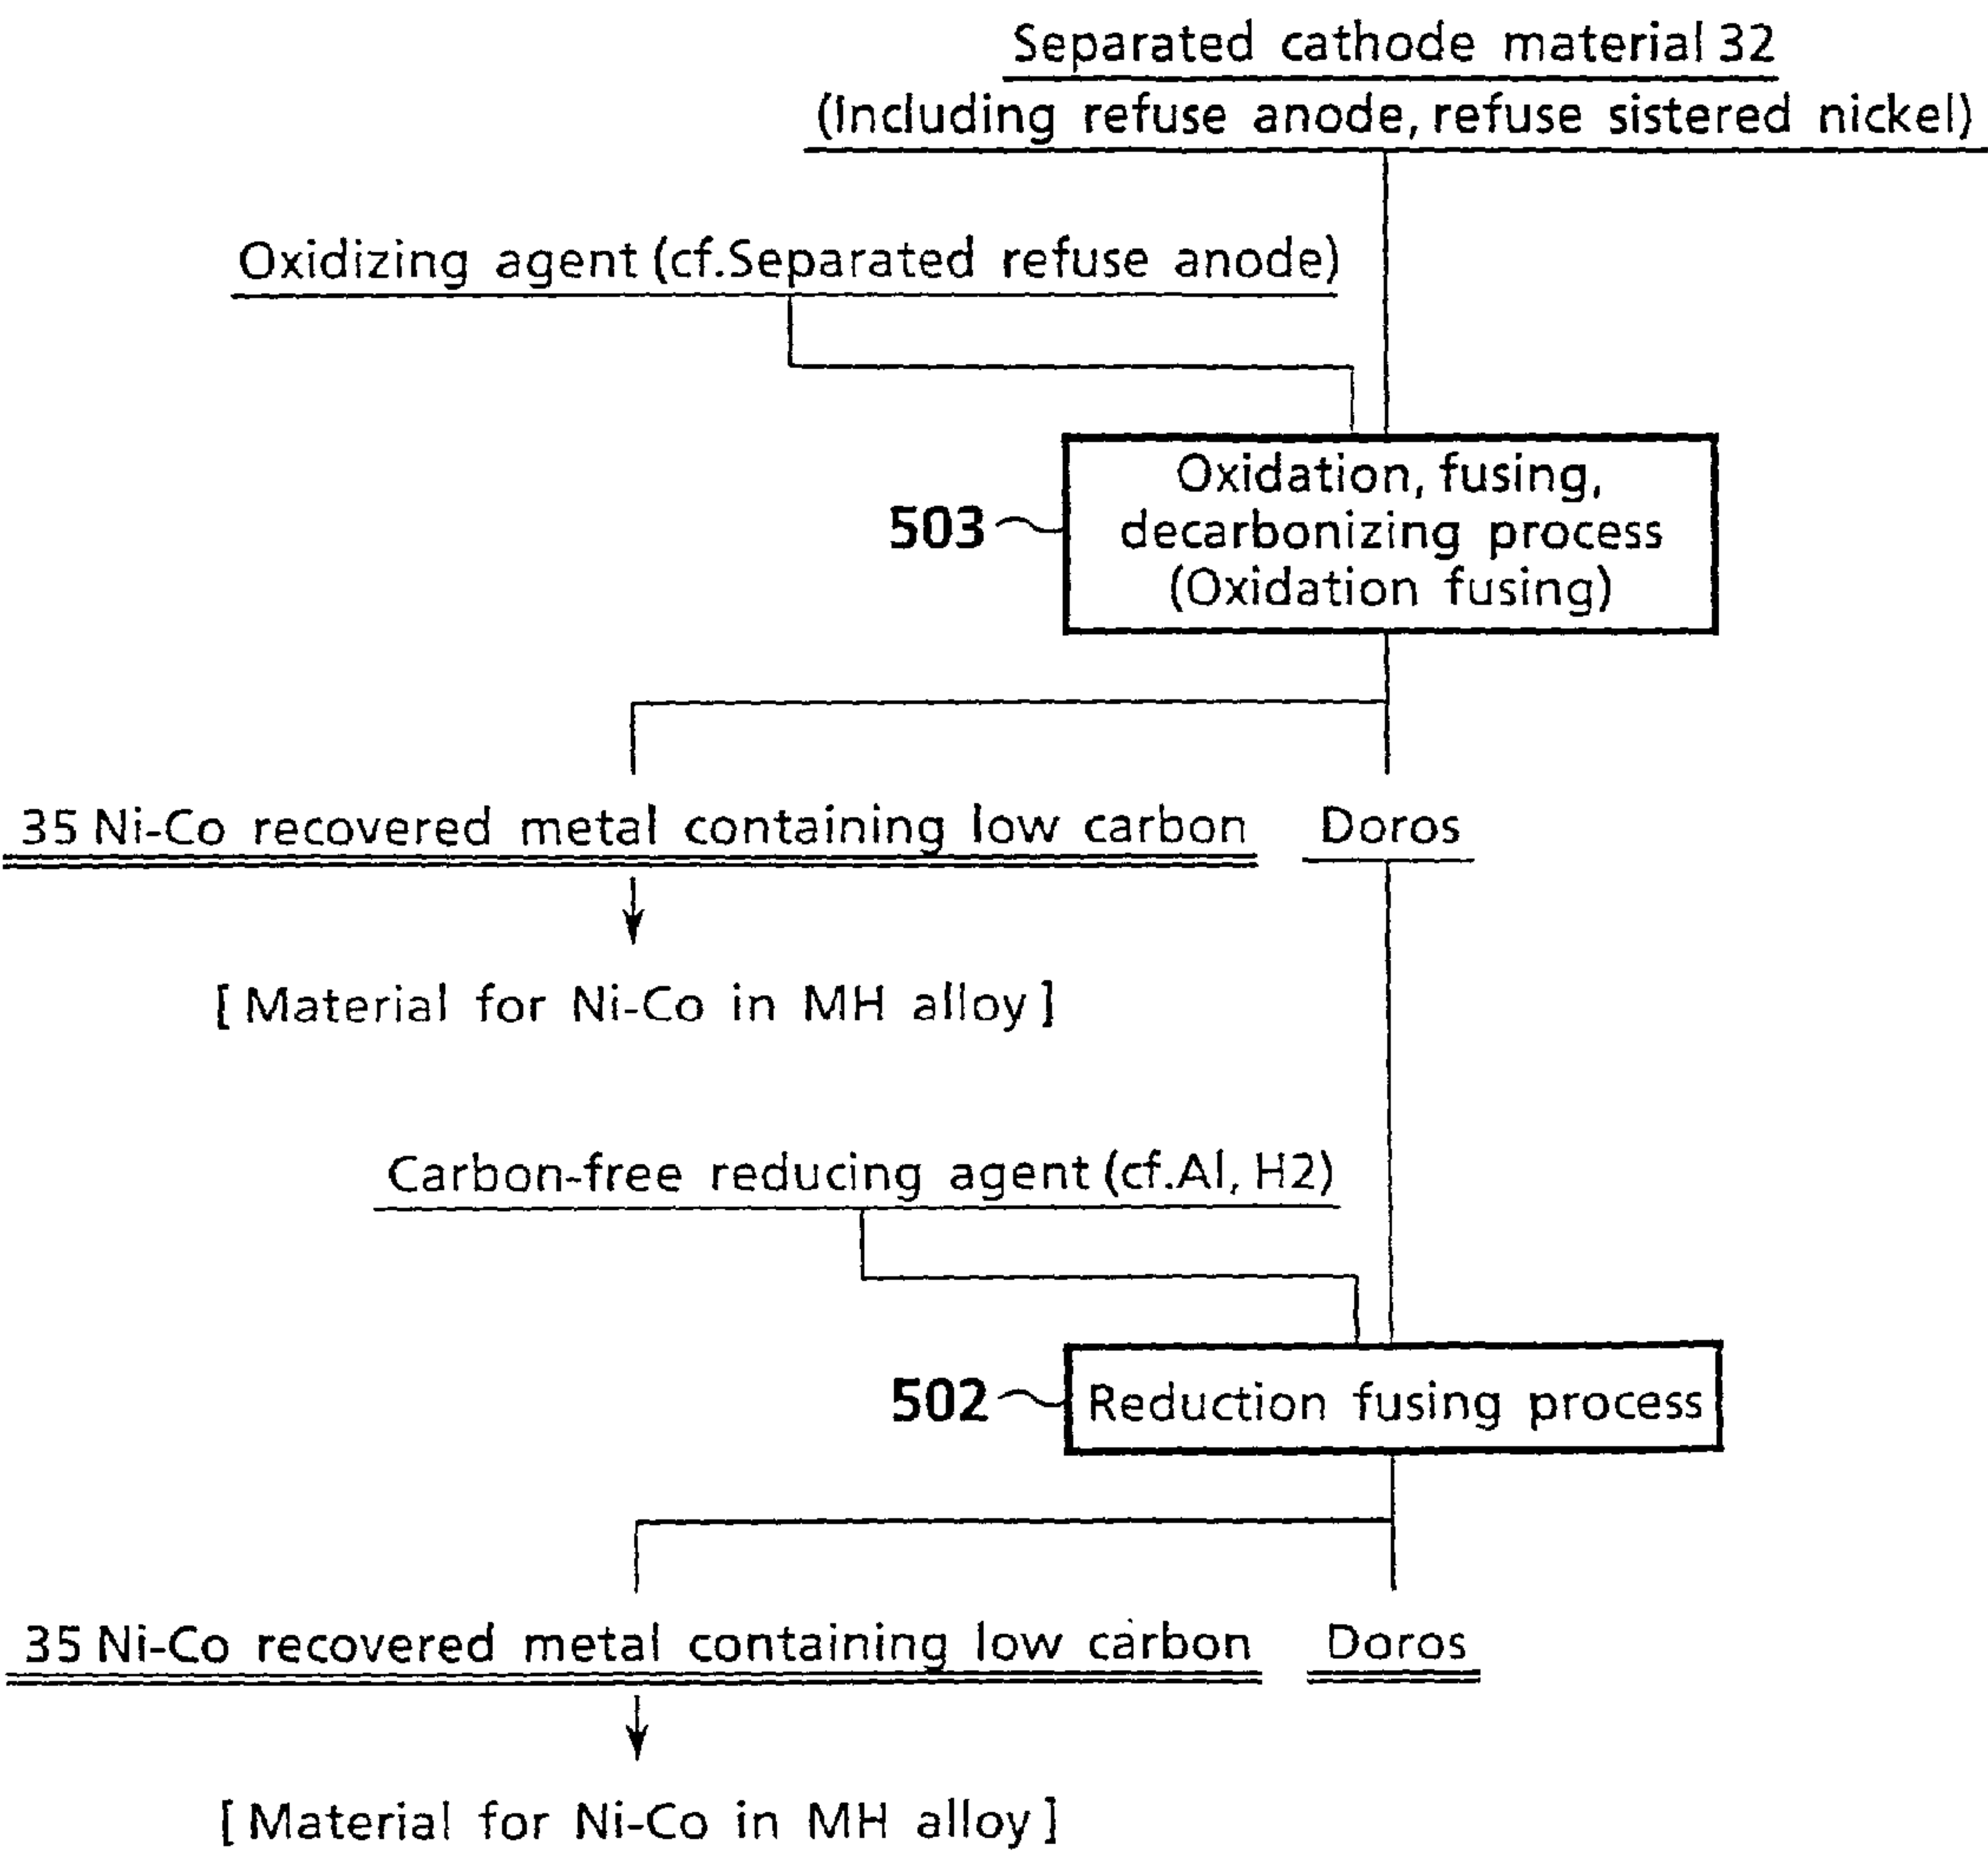 Separated cathode material 32
(Including refuse anode, refuse sistered nickel)
Oxidizing agent (cf.Separated refuse anode)
503
Oxidation, fusing,
decarbonizing process
(Oxidation fusing)
35 Ni-Co recovered metal containing low carbon
Doros
[ Material for Ni-Co in MH alloy ]
Carbon-free reducing agent (cf.Al, H2)
502
Reduction fusing process
35 Ni-Co recovered metal containing low carbon
Doros
[ Material for Ni-Co in MH alloy ]